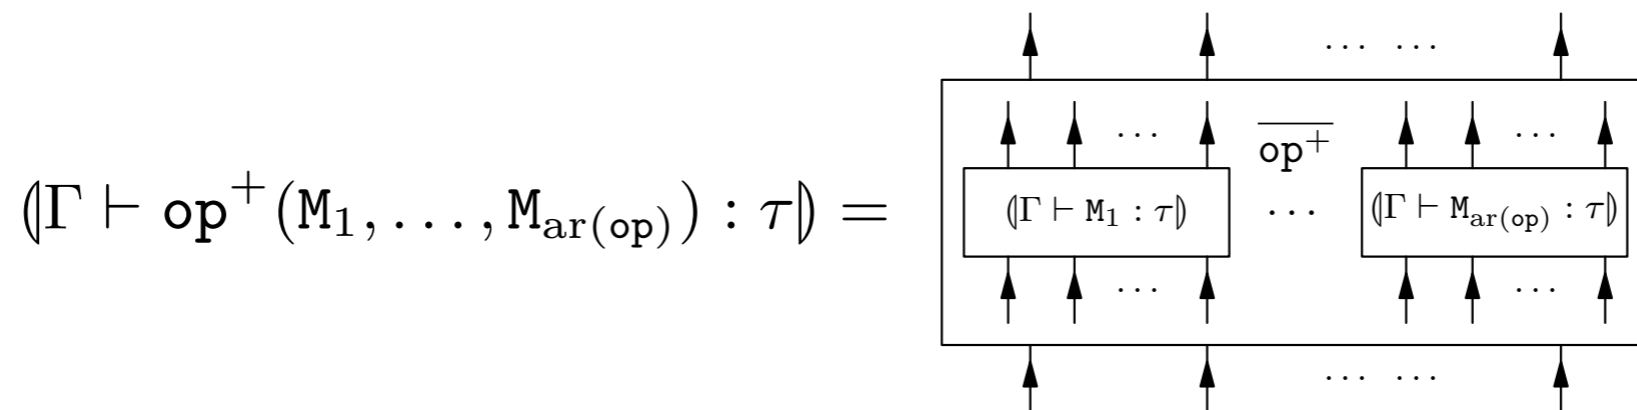 ⦇Γ ⊢ op⁺(M₁, …, M_ar(op)) : τ⦈ =
… …
… …
op⁺
⦇Γ ⊢ M₁ : τ⦈ … ⦇Γ ⊢ M_ar(op) : τ⦈
… …
… …